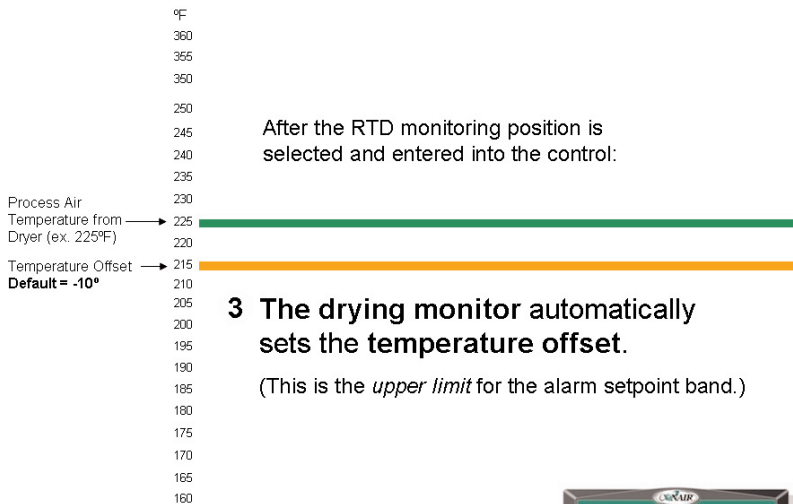 ºF
360
355
350
250
245
240
235
230
225
220
215
210
205
200
195
190
185
180
175
170
165
160
Process Air
Temperature from
Dryer (ex. 225ºF)
Temperature Offset
Default = -10º
After the RTD monitoring position is
selected and entered into the control:
3 The drying monitor automatically
sets the temperature offset.
(This is the upper limit for the alarm setpoint band.)
CONAIR